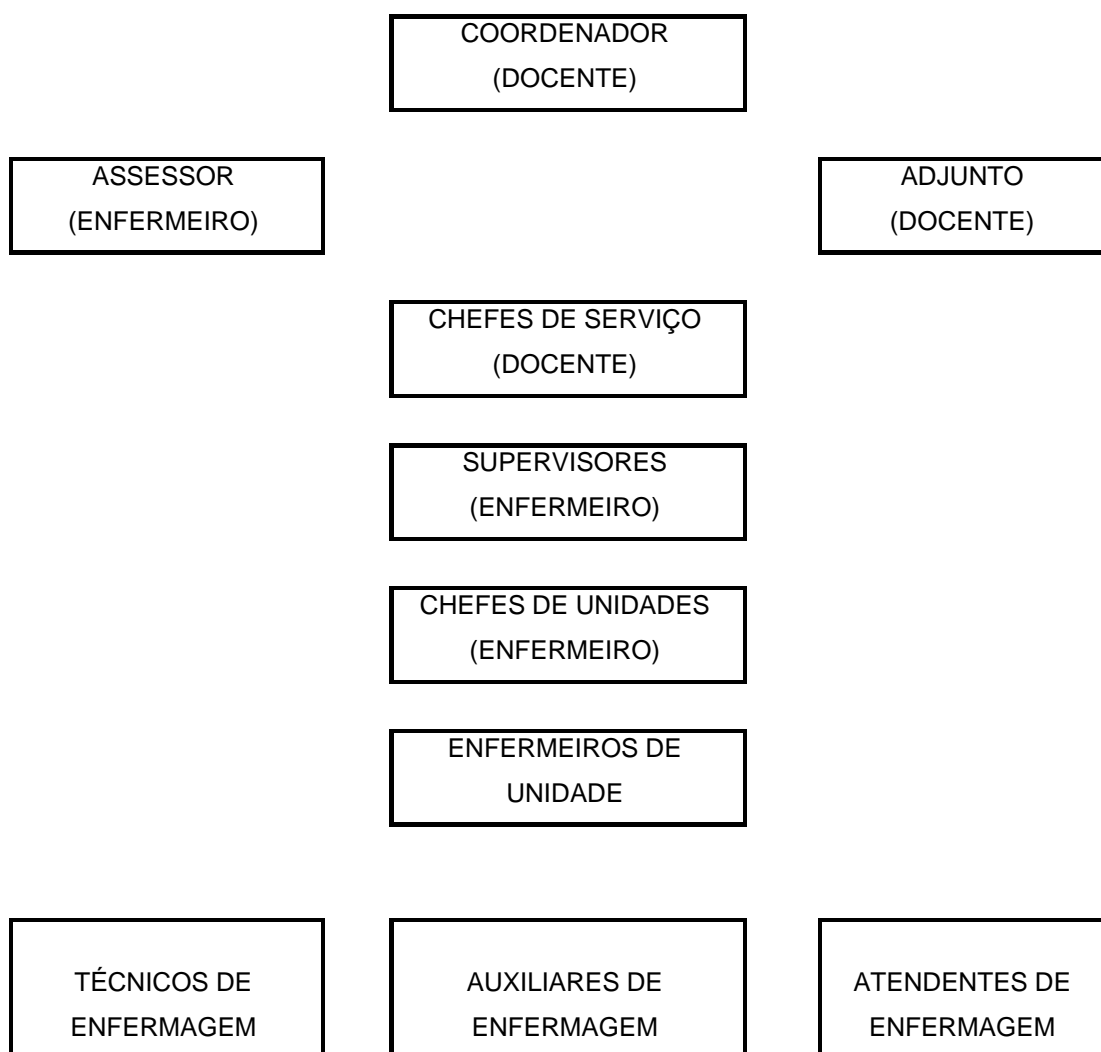 COORDENADOR
(DOCENTE)
ASSESSOR
(ENFERMEIRO)
ADJUNTO
(DOCENTE)
CHEFES DE SERVIÇO
(DOCENTE)
SUPERVISORES
(ENFERMEIRO)
CHEFES DE UNIDADES
(ENFERMEIRO)
ENFERMEIROS DE
UNIDADE
TÉCNICOS DE
ENFERMAGEM
AUXILIARES DE
ENFERMAGEM
ATENDENTES DE
ENFERMAGEM